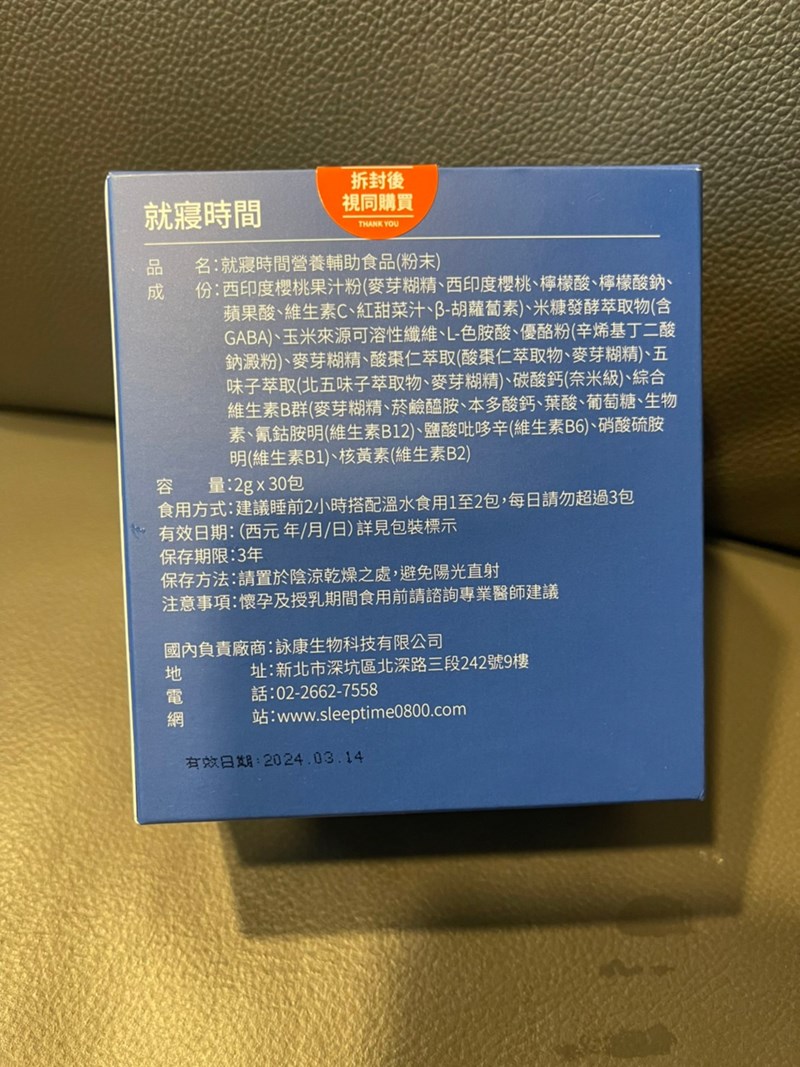 拆封後
視同購買
THANK YOU
就寢時間
品　　名:就寢時間營養輔助食品(粉末)
成　　份:西印度櫻桃果汁粉(麥芽糊精、西印度櫻桃、檸檬酸、檸檬酸鈉、
蘋果酸、維生素C、紅甜菜汁、β-胡蘿蔔素)、米糠發酵萃取物(含
GABA)、玉米來源可溶性纖維、L-色胺酸、優酪粉(辛烯基丁二酸
鈉澱粉)、麥芽糊精、酸棗仁萃取(酸棗仁萃取物、麥芽糊精)、五
味子萃取(北五味子萃取物、麥芽糊精)、碳酸鈣(奈米級)、綜合
維生素B群(麥芽糊精、菸鹼醯胺、本多酸鈣、葉酸、葡萄糖、生物
素、氰鈷胺明(維生素B12)、鹽酸吡哆辛(維生素B6)、硝酸硫胺
明(維生素B1)、核黃素(維生素B2)
容　　量:2g x 30包
食用方式:建議睡前2小時搭配溫水食用1至2包,每日請勿超過3包
有效日期:(西元 年/月/日)詳見包裝標示
保存期限:3年
保存方法:請置於陰涼乾燥之處,避免陽光直射
注意事項:懷孕及授乳期間食用前請諮詢專業醫師建議
國內負責廠商:詠康生物科技有限公司
地　　　　址:新北市深坑區北深路三段242號9樓
電　　　　話:02-2662-7558
網　　　　站:www.sleeptime0800.com
有效日期:2024.03.14